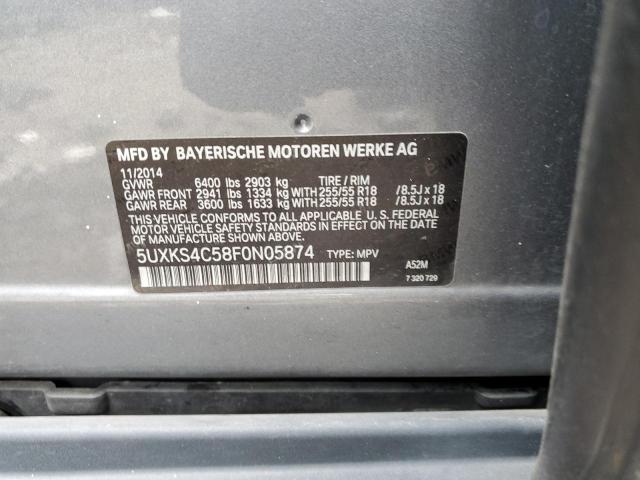 MFD BY BAYERISCHE MOTOREN WERKE AG
11/2014
GVWR 6400 lbs 2903 kg TIRE / RIM
GAWR FRONT 2941 lbs 1334 kg WITH 255/55 R18 /8.5J x 18
GAWR REAR 3600 lbs 1633 kg WITH 255/55 R18 /8.5J x 18
THIS VEHICLE CONFORMS TO ALL APPLICABLE U. S. FEDERAL
MOTOR VEHICLE SAFETY STANDARDS IN EFFECT ON THE DATE
OF MANUFACTURE SHOWN ABOVE.
5UXKS4C58F0N05874 TYPE: MPV
A52M
7 320 729